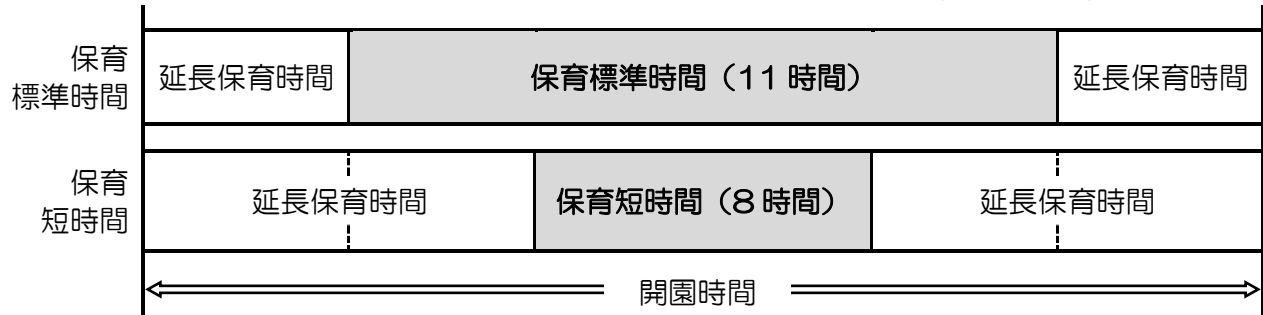 保育
標準時間
延長保育時間
保育標準時間（11 時間）
延長保育時間
保育
短時間
延長保育時間
保育短時間（8 時間）
延長保育時間
開園時間